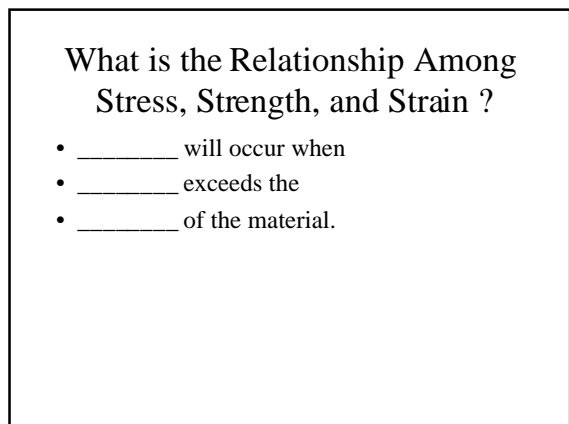 What is the Relationship Among
Stress, Strength, and Strain ?
• ________ will occur when
• ________ exceeds the
• ________ of the material.